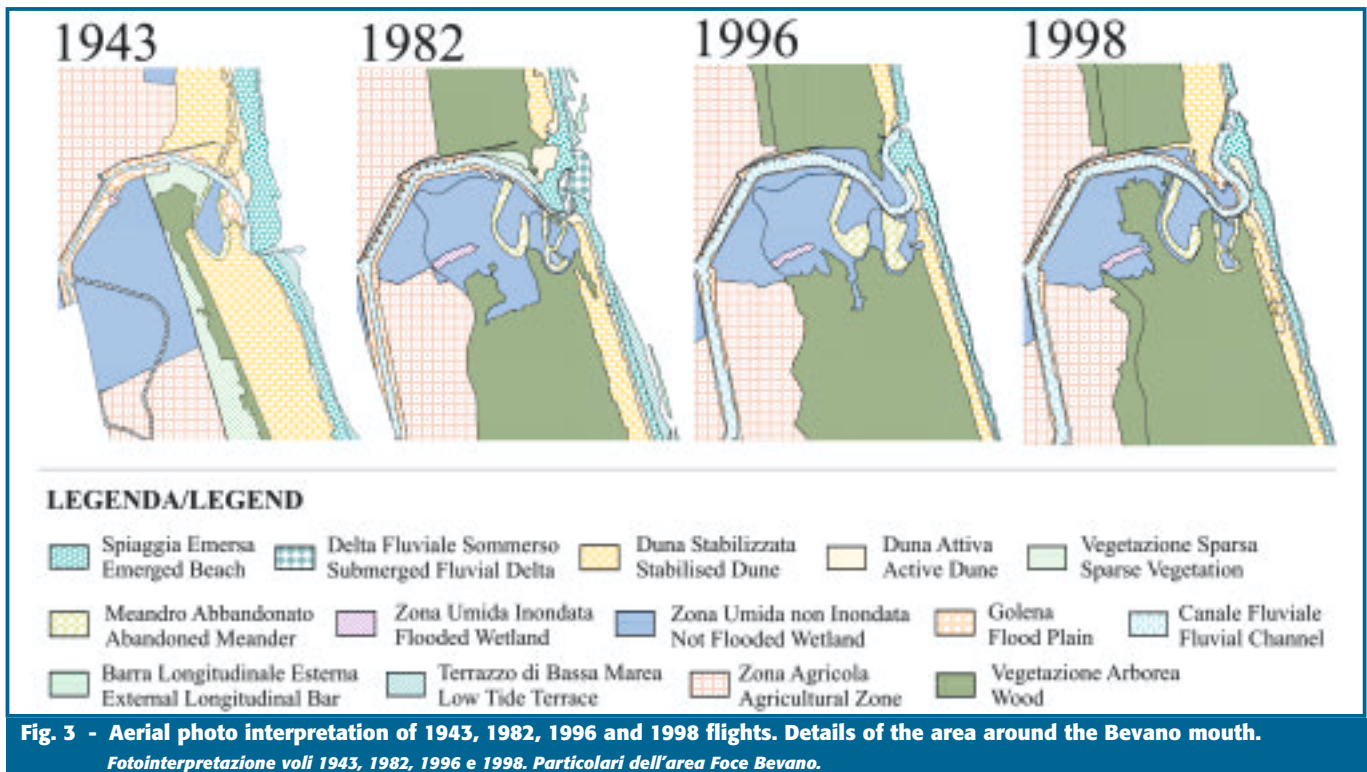 1943 1982 1996 1998
LEGENDA/LEGEND
Spiaggia Emersa
Emerged Beach
Delta Fluviale Sommerso
Submerged Fluvial Delta
Duna Stabilizzata
Stabilised Dune
Duna Attiva
Active Dune
Vegetazione Sparsa
Sparse Vegetation
Meandro Abbandonato
Abandoned Meander
Zona Umida Inondata
Flooded Wetland
Zona Umida non Inondata
Not Flooded Wetland
Golena
Flood Plain
Canale Fluviale
Fluvial Channel
Barra Longitudinale Esterna
External Longitudinal Bar
Terrazzo di Bassa Marea
Low Tide Terrace
Zona Agricola
Agricultural Zone
Vegetazione Arborea
Wood
Fig. 3 - Aerial photo interpretation of 1943, 1982, 1996 and 1998 flights. Details of the area around the Bevano mouth.
Fotointerpretazione voli 1943, 1982, 1996 e 1998. Particolari dell'area Foce Bevano.